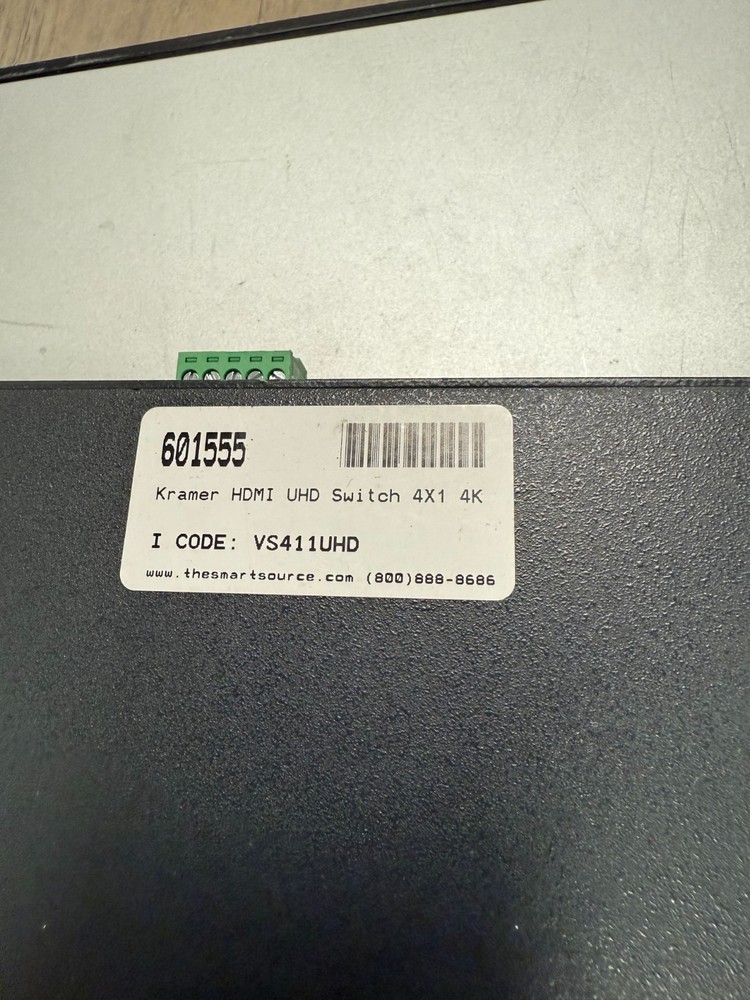 601555
Kramer HDMI UHD Switch 4X1 4K
I CODE: VS411UHD
www.thesmartsource.com (800)888-8686